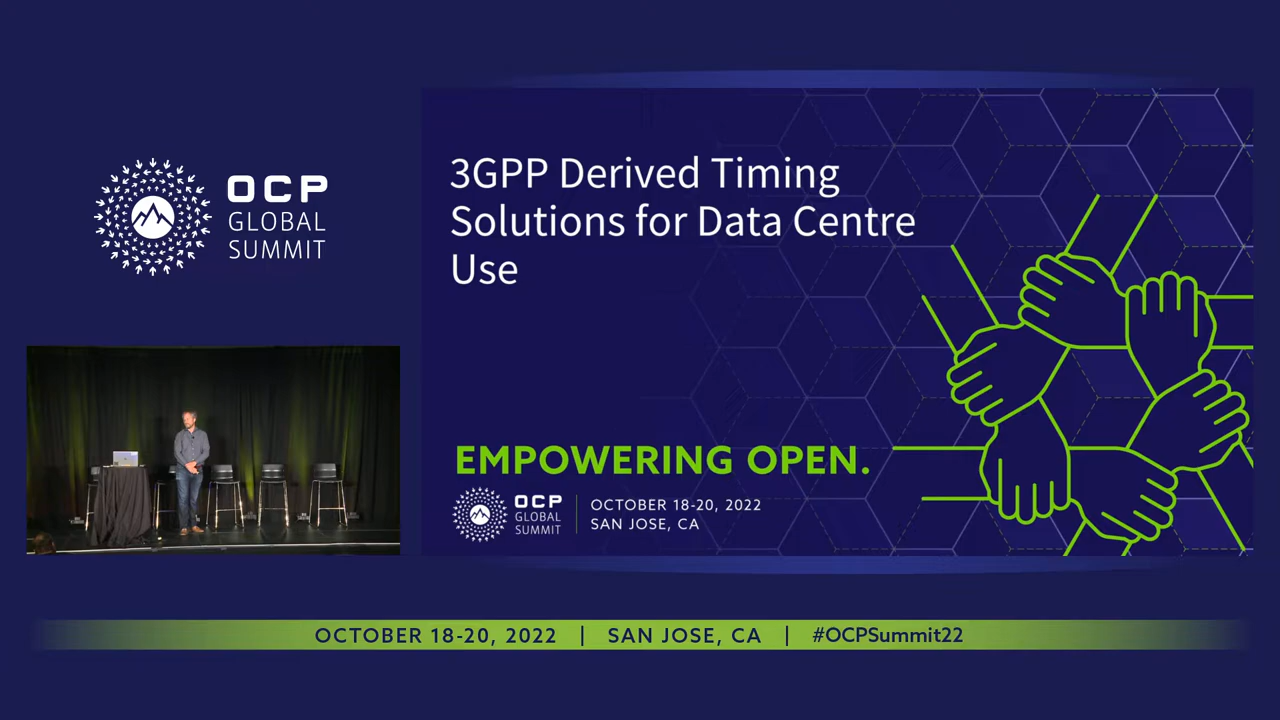 OCP
GLOBAL
SUMMIT
3GPP Derived Timing
Solutions for Data Centre
Use
EMPOWERING OPEN.
OCP
GLOBAL
SUMMIT
OCTOBER 18-20, 2022
SAN JOSE, CA
OCTOBER 18-20, 2022 | SAN JOSE, CA | #OCPSummit22